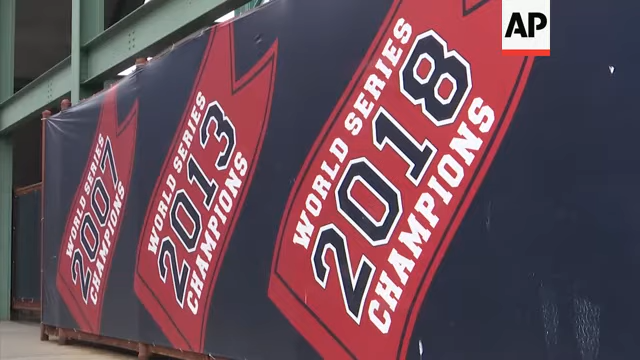 AP
WORLD SERIES
2007
CHAMPIONS
WORLD SERIES
2013
CHAMPIONS
WORLD SERIES
2018
CHAMPIONS